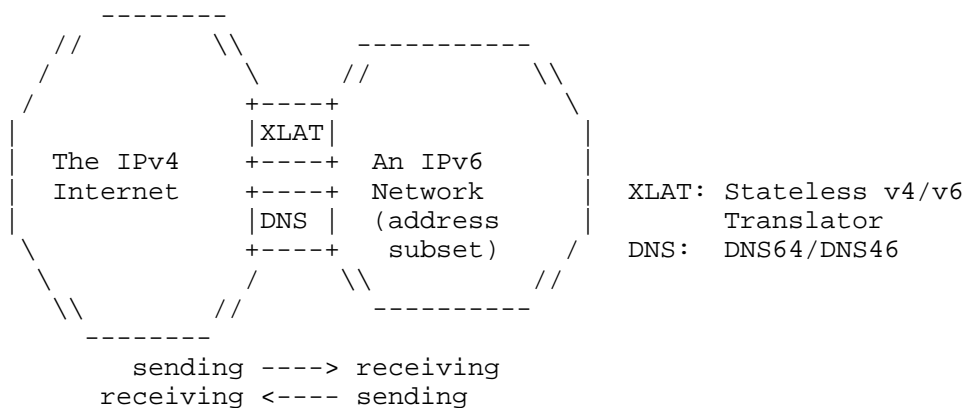 --------
//        \\       -----------
/            \     //           \\
/              +----+              \
|               |XLAT|               |
|  The IPv4     +----+  An IPv6      |
|  Internet     +----+  Network      |  XLAT: Stateless v4/v6
|               |DNS |  (address     |        Translator
\              +----+   subset)    /   DNS:  DNS64/DNS46
\            /     \\          //
\\        //        ----------
--------
sending ----> receiving
receiving <---- sending